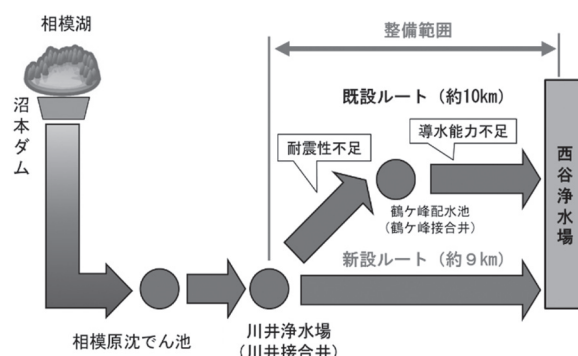 相模湖
沼本ダム
整備範囲
既設ルート（約10km）
耐震性不足
導水能力不足
鶴ケ峰配水池
（鶴ケ峰接合井）
西谷浄水場
新設ルート（約９km）
相模原沈でん池
川井浄水場
（川井接合井）